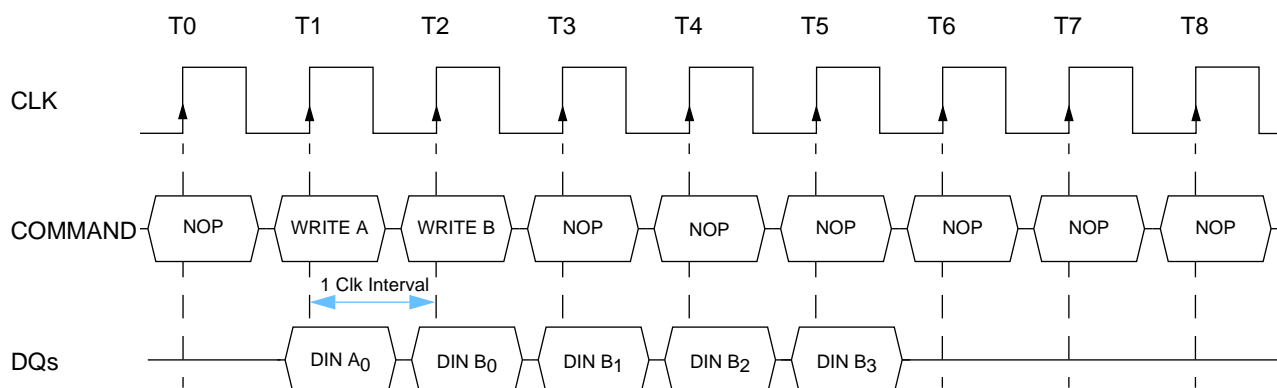 T0 T1 T2 T3 T4 T5 T6 T7 T8
CLK
COMMAND NOP WRITE A WRITE B NOP NOP NOP NOP NOP NOP
1 Clk Interval
DQs DIN A0 DIN B0 DIN B1 DIN B2 DIN B3